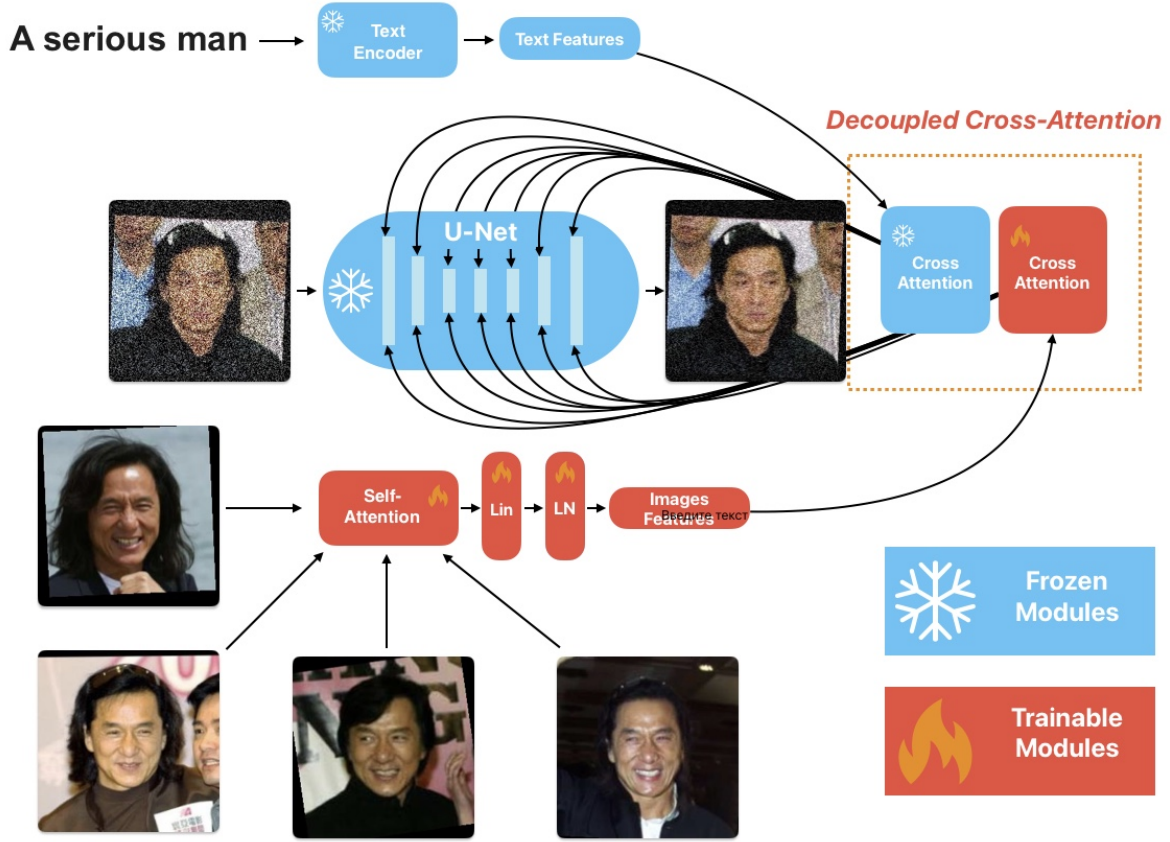 A serious man
Text
Encoder
Text Features
Decoupled Cross-Attention
U-Net
Cross
Attention
Cross
Attention
Self-
Attention
Lin
LN
Images
Features
Введите текст
Frozen
Modules
Trainable
Modules